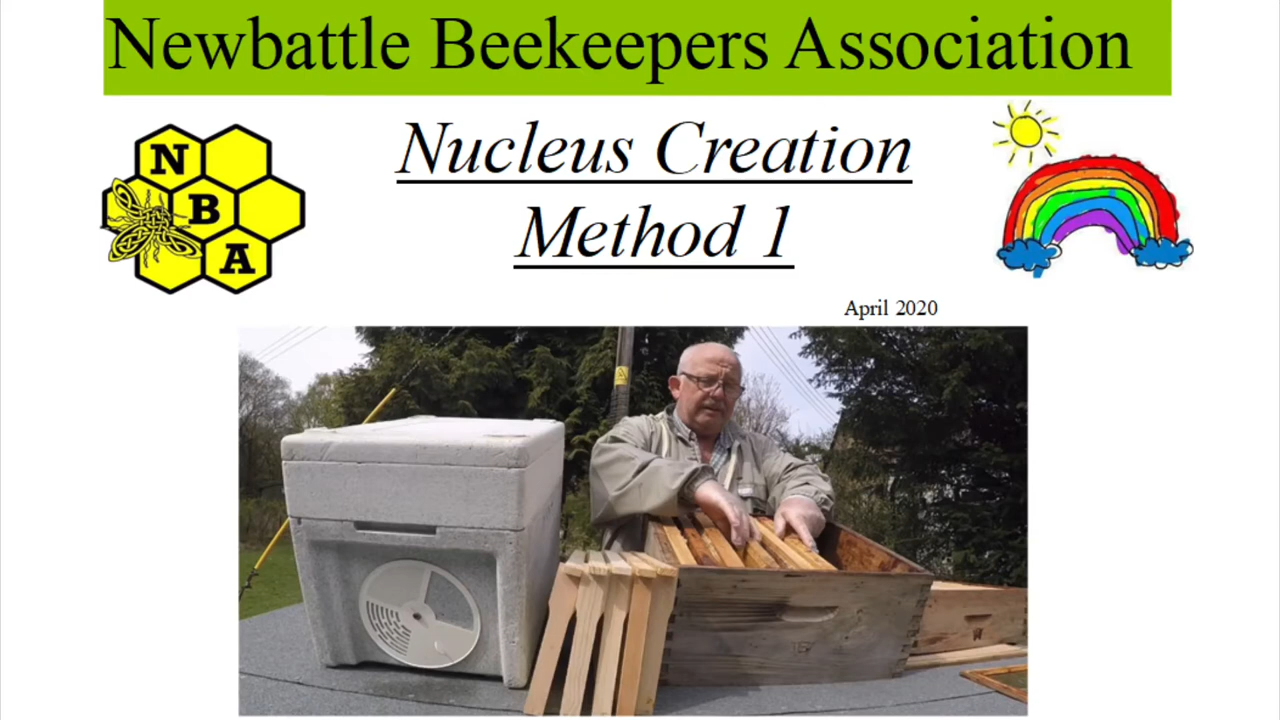 Newbattle Beekeepers Association
N
B
A
Nucleus Creation
Method 1
April 2020